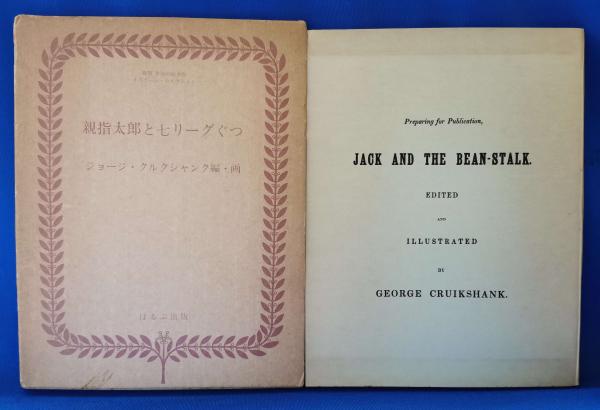 親指太郎と七リーグぐつ
ジョージ・クルクシャンク編・画
ほるぷ出版
Preparing for Publication,
JACK AND THE BEAN-STALK.
EDITED
AND
ILLUSTRATED
BY
GEORGE CRUIKSHANK.